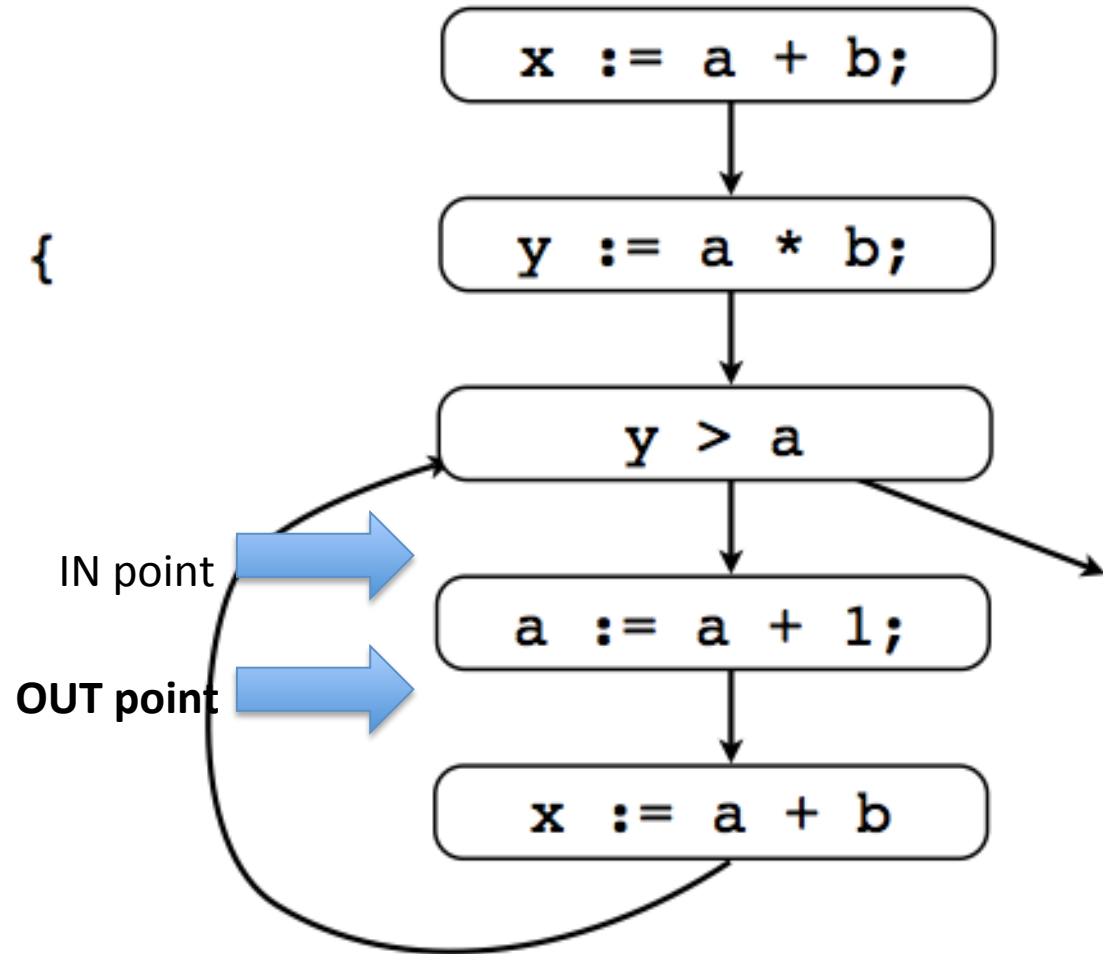 x := a + b;
{
y := a * b;
y > a
IN point
a := a + 1;
OUT point
x := a + b